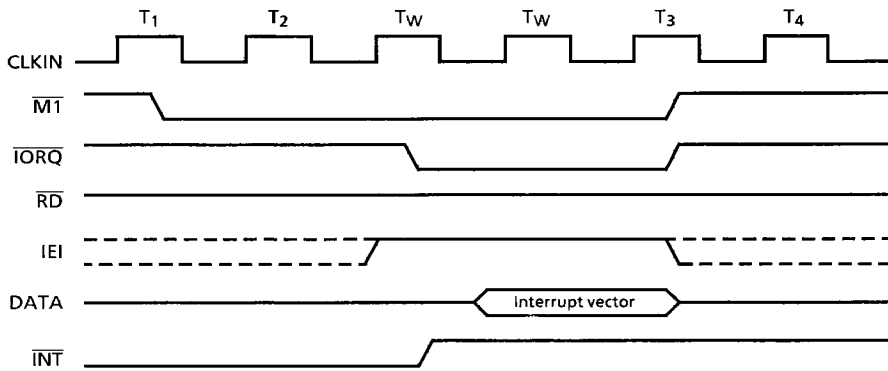 T1 T2 TW TW T3 T4
CLKIN
M1
IORQ
RD
IEI
DATA
Interrupt vector
INT